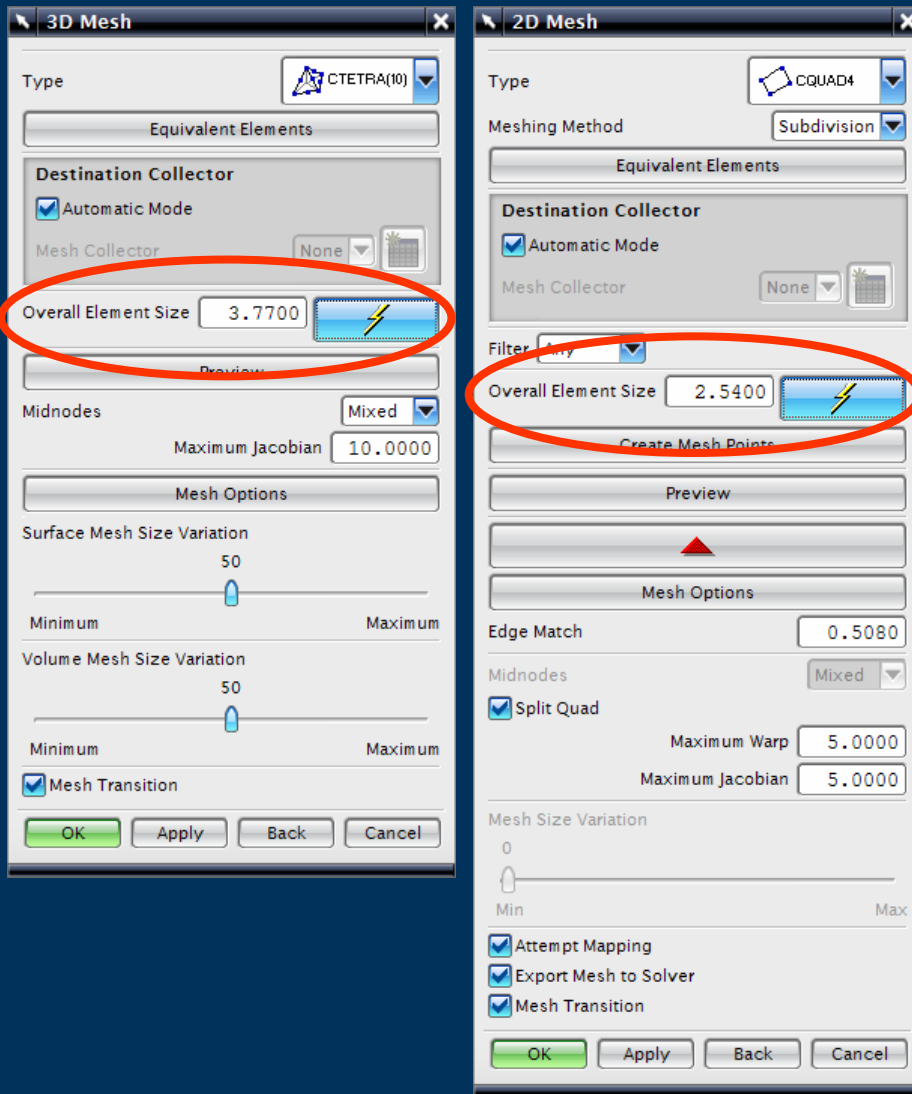 3D Mesh
Type CTETRA(10)
Equivalent Elements
Destination Collector
Automatic Mode
Mesh Collector None
Overall Element Size 3.7700
Preview
Midnodes Mixed
Maximum Jacobian 10.0000
Mesh Options
Surface Mesh Size Variation
50
Minimum Maximum
Volume Mesh Size Variation
50
Minimum Maximum
Mesh Transition
OK Apply Back Cancel
2D Mesh
Type CQUAD4
Meshing Method Subdivision
Equivalent Elements
Destination Collector
Automatic Mode
Mesh Collector None
Filter Any
Overall Element Size 2.5400
Create Mesh Points
Preview
Mesh Options
Edge Match 0.5080
Midnodes Mixed
Split Quad
Maximum Warp 5.0000
Maximum Jacobian 5.0000
Mesh Size Variation
0
Min Max
Attempt Mapping
Export Mesh to Solver
Mesh Transition
OK Apply Back Cancel